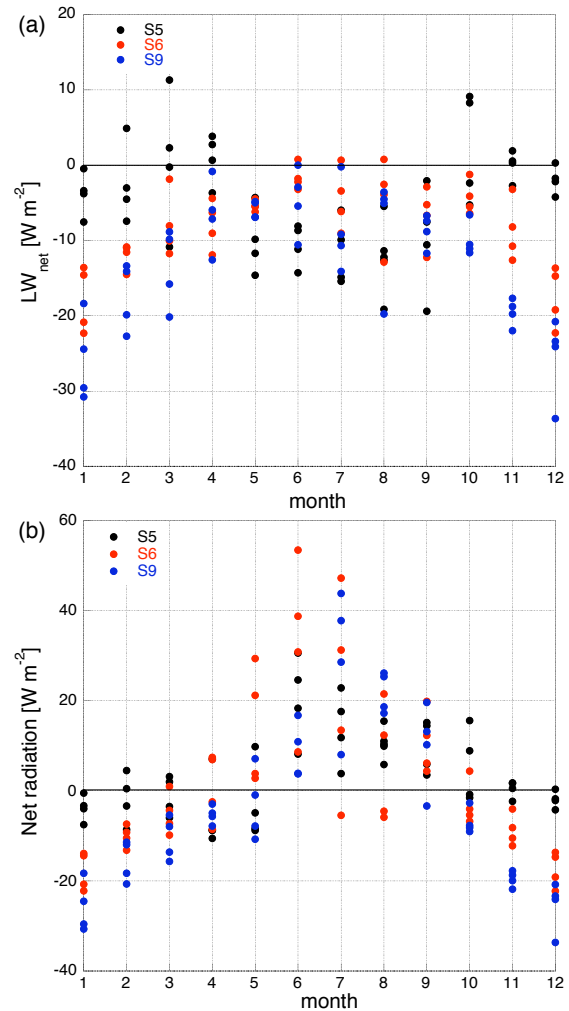 (a)
20
10
0
-10
-20
-30
-40
LW_net [W m^-2]
S5
S6
S9
1 2 3 4 5 6 7 8 9 10 11 12
month
(b)
60
40
20
0
-20
-40
Net radiation [W m^-2]
S5
S6
S9
1 2 3 4 5 6 7 8 9 10 11 12
month